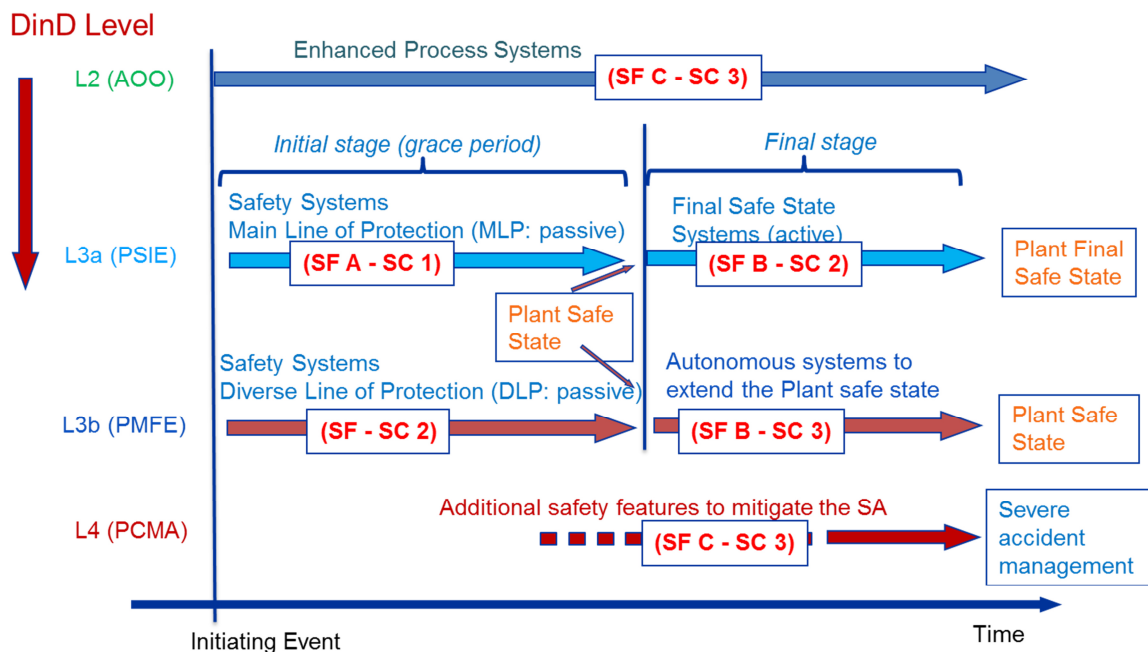 DinD Level
Enhanced Process Systems
L2 (AOO)
(SF C - SC 3)
Initial stage (grace period)
Final stage
Safety Systems
Main Line of Protection (MLP: passive)
Final Safe State
Systems (active)
L3a (PSIE)
(SF A - SC 1)
(SF B - SC 2)
Plant Final
Safe State
Plant Safe
State
Safety Systems
Diverse Line of Protection (DLP: passive)
Autonomous systems to
extend the Plant safe state
L3b (PMFE)
(SF - SC 2)
(SF B - SC 3)
Plant Safe
State
Additional safety features to mitigate the SA
L4 (PCMA)
(SF C - SC 3)
Severe
accident
management
Initiating Event
Time